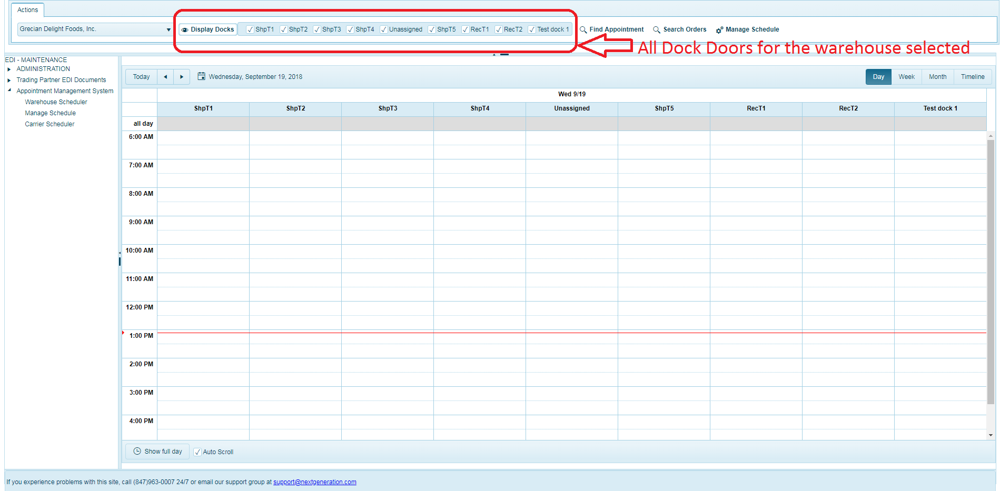 Actions
Grecian Delight Foods, Inc. Display Docks ShpT1 ShpT2 ShpT3 ShpT4 Unassigned ShpT5 RecT1 RecT2 Test dock 1 Find Appointment Search Orders Manage Schedule
All Dock Doors for the warehouse selected
EDI - MAINTENANCE
ADMINISTRATION
Trading Partner EDI Documents
Appointment Management System
Warehouse Scheduler
Manage Schedule
Carrier Scheduler
Today Wednesday, September 19, 2018 Day Week Month Timeline
Wed 9/19
ShpT1 ShpT2 ShpT3 ShpT4 Unassigned ShpT5 RecT1 RecT2 Test dock 1
all day
6:00 AM
7:00 AM
8:00 AM
9:00 AM
10:00 AM
11:00 AM
12:00 PM
1:00 PM
2:00 PM
3:00 PM
4:00 PM
Show full day Auto Scroll
If you experience problems with this site, call (847)963-0007 24/7 or email our support group at support@nextgeneration.com